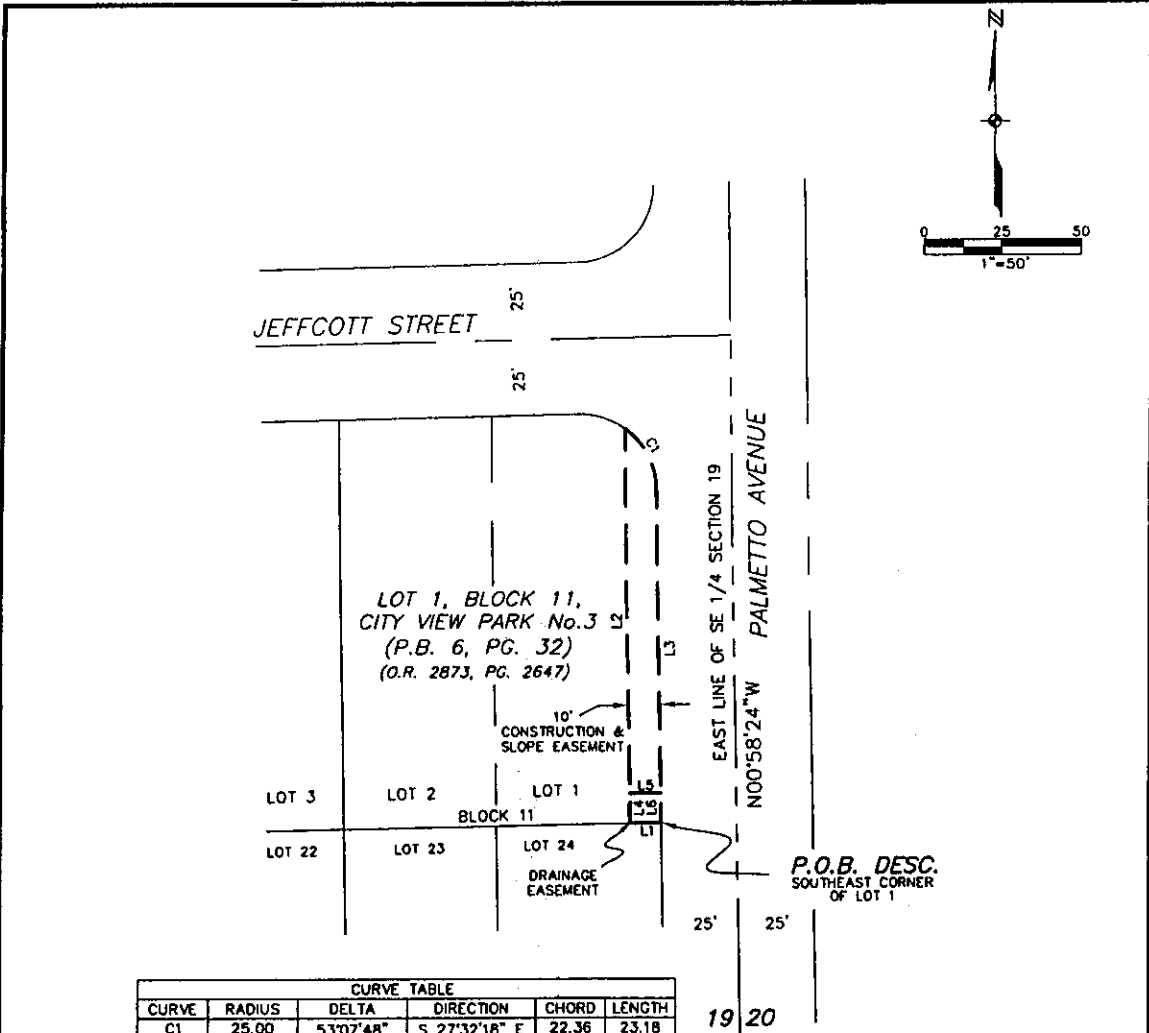 N
0 25 50
1"=50'
JEFFCOTT STREET
25'
25'
C1
EAST LINE OF SE 1/4 SECTION 19
N00°58'24"W
PALMETTO AVENUE
LOT 1, BLOCK 11,
CITY VIEW PARK No.3
(P.B. 6, PG. 32)
(O.R. 2873, PG. 2647)
L2
L3
10'
CONSTRUCTION &
SLOPE EASEMENT
LOT 3
LOT 2
LOT 1
L5
L4
L6
BLOCK 11
L1
LOT 22
LOT 23
LOT 24
DRAINAGE
EASEMENT
P.O.B. DESC.
SOUTHEAST CORNER
OF LOT 1
25' 25'
CURVE TABLE
CURVE RADIUS DELTA DIRECTION CHORD LENGTH
C1 25.00 53°07'48" S 27°32'18" E 22.36 23.18
19 20